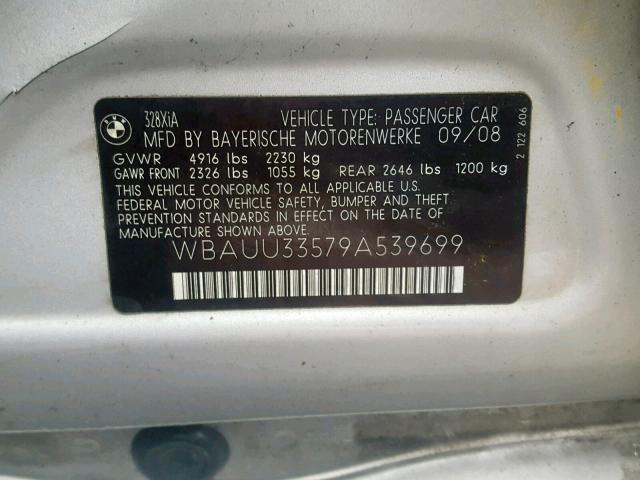 BMW
328XiA VEHICLE TYPE: PASSENGER CAR
MFD BY BAYERISCHE MOTORENWERKE 09/08
GVWR 4916 lbs 2230 kg
GAWR FRONT 2326 lbs 1055 kg REAR 2646 lbs 1200 kg
THIS VEHICLE CONFORMS TO ALL APPLICABLE U.S.
FEDERAL MOTOR VEHICLE SAFETY, BUMPER AND THEFT
PREVENTION STANDARDS IN EFFECT ON THE DATE OF
MANUFACTURE SHOWN ABOVE.
WBAUU33579A539699
2 122 606